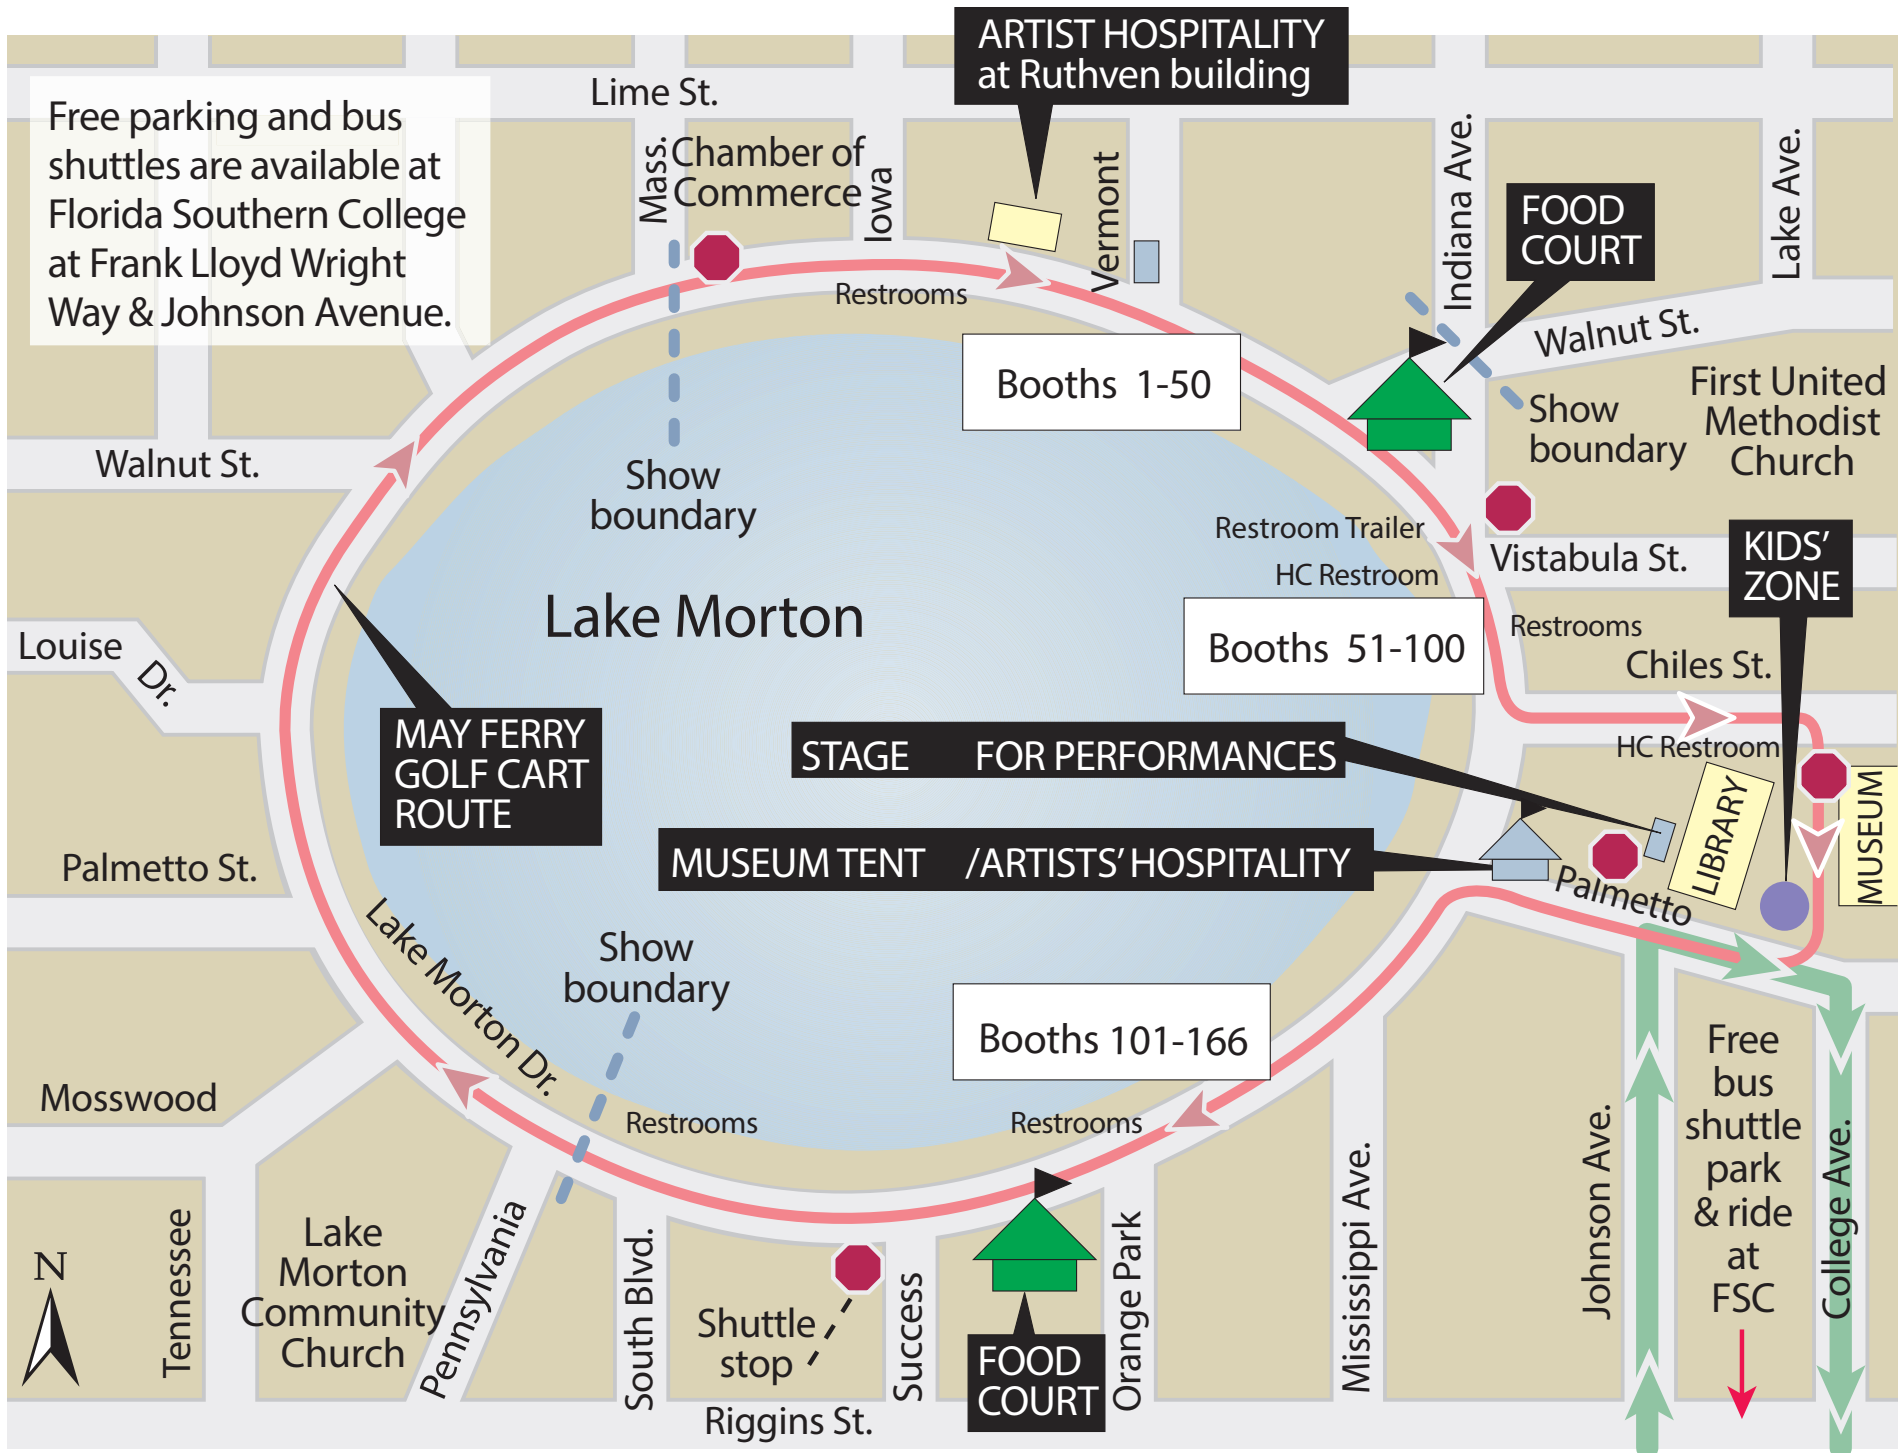 ARTIST HOSPITALITY
at Ruthven building
Lime St.
Free parking and bus
shuttles are available at
Florida Southern College
at Frank Lloyd Wright
Way & Johnson Avenue.
Mass.
Chamber of
Commerce
Iowa
Vermont
Indiana Ave.
Lake Ave.
FOOD
COURT
Restrooms
Walnut St.
Booths 1-50
First United
Methodist
Church
Show
boundary
Walnut St.
Show
boundary
Restroom Trailer
HC Restroom
Vistabula St.
KIDS'
ZONE
Lake Morton
Louise
Dr.
Booths 51-100
Restrooms
Chiles St.
MAY FERRY
GOLF CART
ROUTE
STAGE FOR PERFORMANCES
HC Restroom
LIBRARY
MUSEUM
MUSEUM TENT /ARTISTS' HOSPITALITY
Palmetto St.
Palmetto
Lake Morton Dr.
Show
boundary
Booths 101-166
Mosswood
Restrooms
Restrooms
Free
bus
shuttle
park
& ride
at
FSC
Johnson Ave.
College Ave.
N
Tennessee
Lake
Morton
Community
Church
Pennsylvania
South Blvd.
Shuttle
stop
Success
FOOD
COURT
Orange Park
Mississippi Ave.
Riggins St.